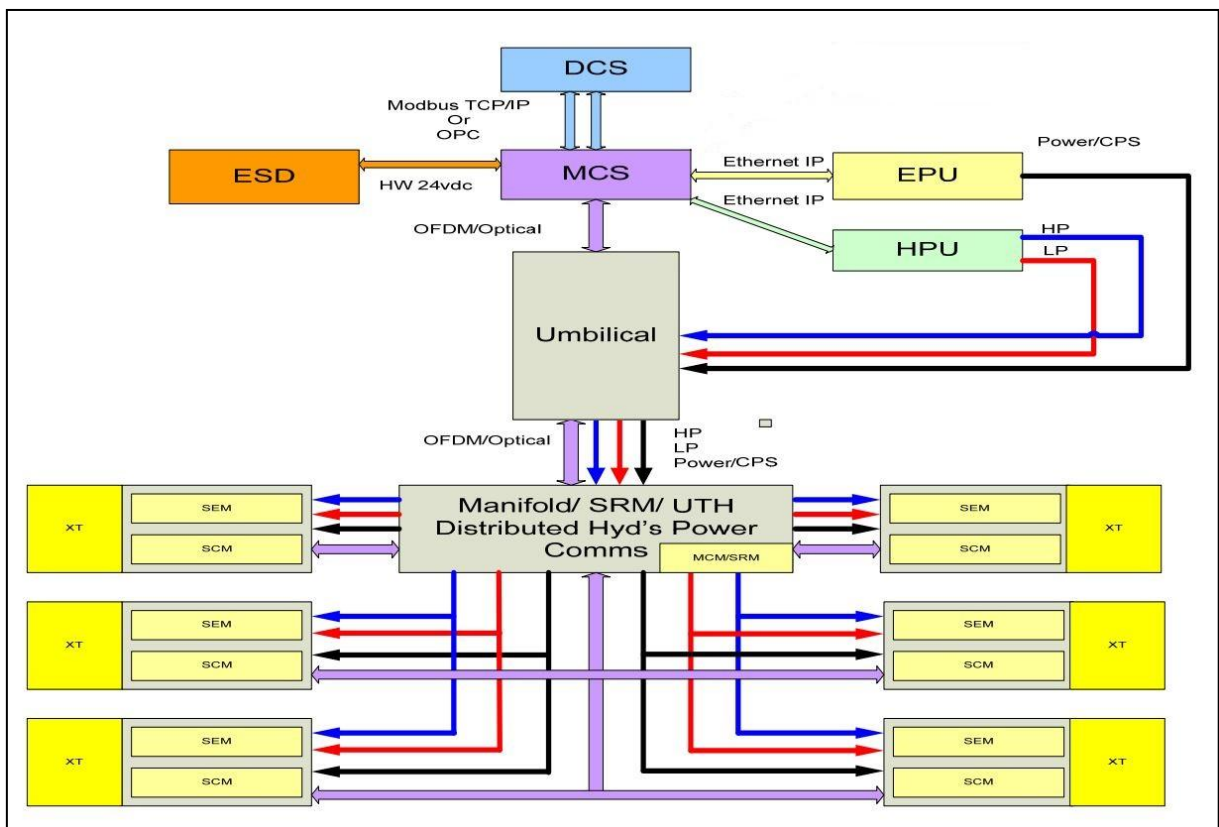 DCS
Modbus TCP/IP
Or
OPC
ESD
HW 24vdc
MCS
Ethernet IP
Ethernet IP
EPU
Power/CPS
HPU
HP
LP
OFDM/Optical
Umbilical
OFDM/Optical
HP
LP
Power/CPS
Manifold/ SRM/ UTH
Distributed Hyd's Power
Comms
MCM/SRM
XT
SEM
SCM
SEM
SCM
XT
XT
SEM
SCM
SEM
SCM
XT
XT
SEM
SCM
SEM
SCM
XT